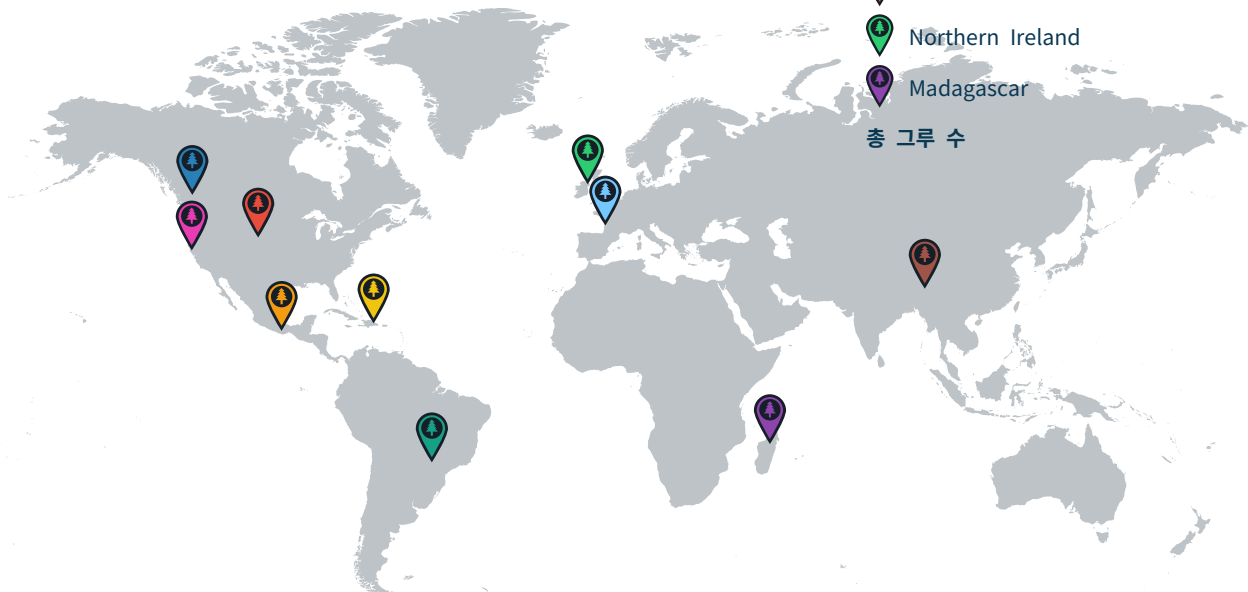 Northern Ireland
Madagascar
총 그루 수